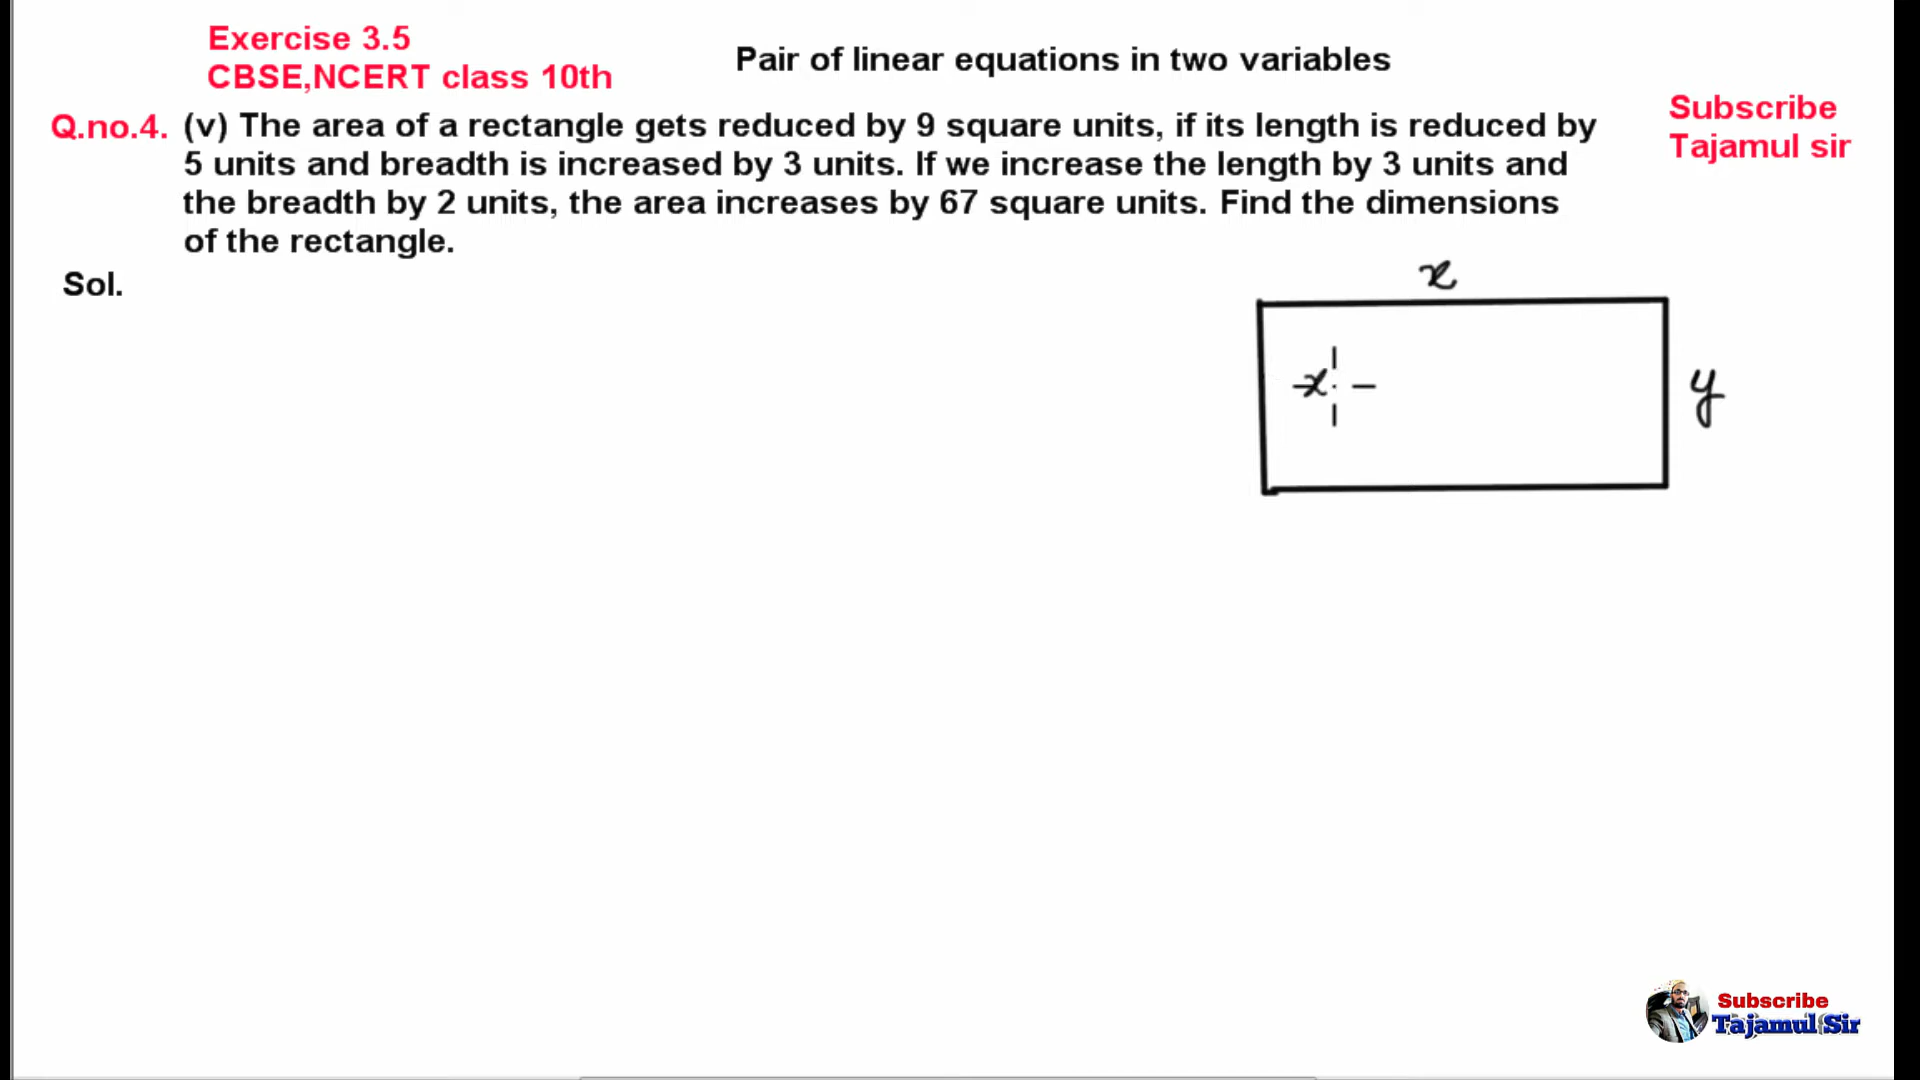 Exercise 3.5
CBSE,NCERT class 10th
Pair of linear equations in two variables
Subscribe
Tajamul sir
Q.no.4. (v) The area of a rectangle gets reduced by 9 square units, if its length is reduced by
5 units and breadth is increased by 3 units. If we increase the length by 3 units and
the breadth by 2 units, the area increases by 67 square units. Find the dimensions
of the rectangle.
Sol.
x
x
y
Subscribe
Tajamul Sir